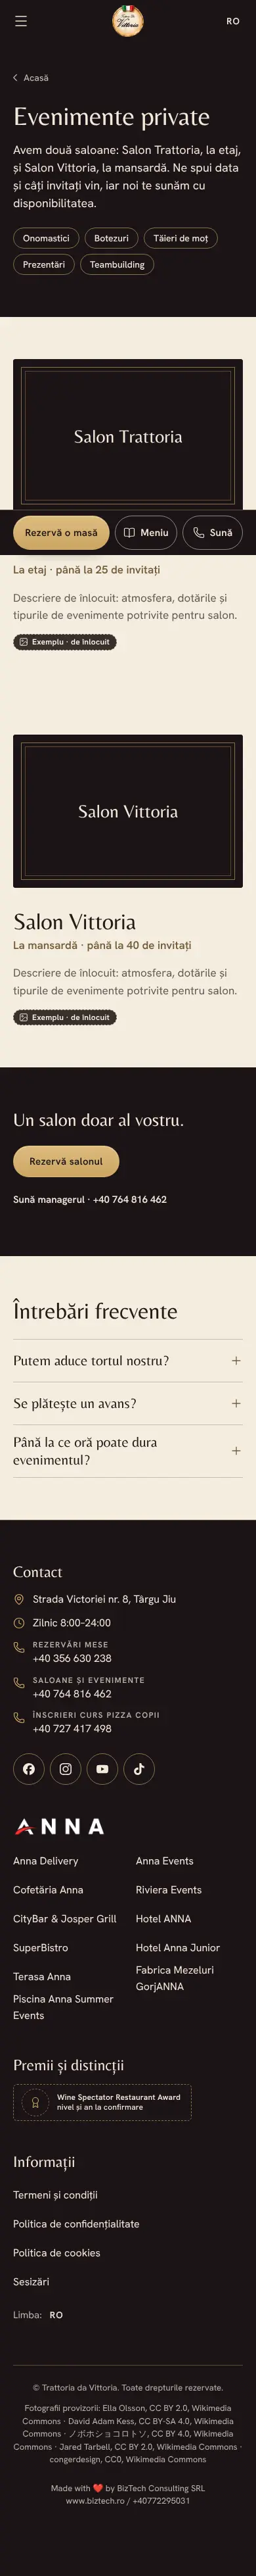 Vittoria
RO
Acasă
Evenimente private
Avem două saloane: Salon Trattoria, la etaj,
și Salon Vittoria, la mansardă. Ne spui data
și câți invitați vin, iar noi te sunăm cu
disponibilitatea.
Onomastici
Botezuri
Tăieri de moț
Prezentări
Teambuilding
Salon Trattoria
Rezervă o masă
Meniu
Sună
La etaj · până la 25 de invitați
Descriere de înlocuit: atmosfera, dotările și
tipurile de evenimente potrivite pentru salon.
Exemplu · de înlocuit
Salon Vittoria
Salon Vittoria
La mansardă · până la 40 de invitați
Descriere de înlocuit: atmosfera, dotările și
tipurile de evenimente potrivite pentru salon.
Exemplu · de înlocuit
Un salon doar al vostru.
Rezervă salonul
Sună managerul · +40 764 816 462
Întrebări frecvente
Putem aduce tortul nostru?
Se plătește un avans?
Până la ce oră poate dura
evenimentul?
Contact
Strada Victoriei nr. 8, Târgu Jiu
Zilnic 8:00–24:00
REZERVĂRI MESE
+40 356 630 238
SALOANE ȘI EVENIMENTE
+40 764 816 462
ÎNSCRIERI CURS PIZZA COPII
+40 727 417 498
ANNA
Anna Delivery
Anna Events
Cofetăria Anna
Riviera Events
CityBar & Josper Grill
Hotel ANNA
SuperBistro
Hotel Anna Junior
Terasa Anna
Fabrica Mezeluri
GorjANNA
Piscina Anna Summer
Events
Premii și distincții
Wine Spectator Restaurant Award
nivel și an la confirmare
Informații
Termeni și condiții
Politica de confidențialitate
Politica de cookies
Sesizări
Limba: RO
© Trattoria da Vittoria. Toate drepturile rezervate.
Fotografii provizorii: Ella Olsson, CC BY 2.0, Wikimedia
Commons · David Adam Kess, CC BY-SA 4.0, Wikimedia
Commons · ノボホショコロトソ, CC BY 4.0, Wikimedia
Commons · Jared Tarbell, CC BY 2.0, Wikimedia Commons ·
congerdesign, CC0, Wikimedia Commons
Made with ❤️ by BizTech Consulting SRL
www.biztech.ro / +40772295031